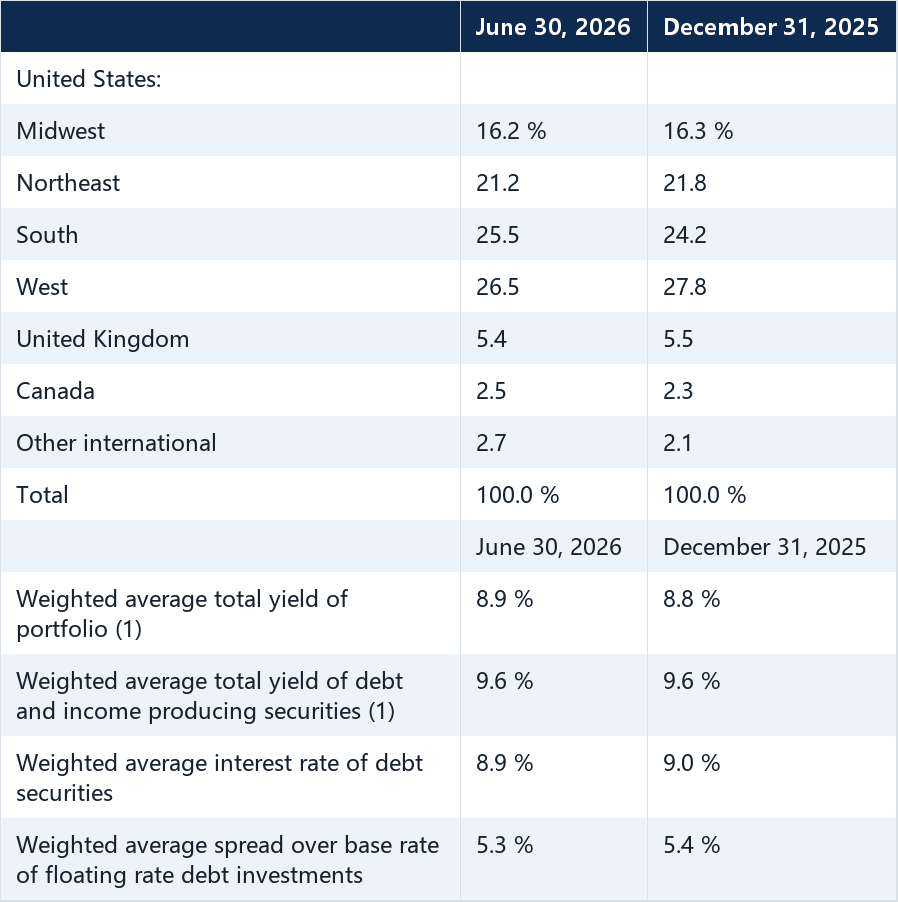 June 30, 2026 December 31, 2025
United States:
Midwest 16.2 % 16.3 %
Northeast 21.2 21.8
South 25.5 24.2
West 26.5 27.8
United Kingdom 5.4 5.5
Canada 2.5 2.3
Other international 2.7 2.1
Total 100.0 % 100.0 %
June 30, 2026 December 31, 2025
Weighted average total yield of
portfolio (1) 8.9 % 8.8 %
Weighted average total yield of debt
and income producing securities (1) 9.6 % 9.6 %
Weighted average interest rate of debt
securities 8.9 % 9.0 %
Weighted average spread over base rate
of floating rate debt investments 5.3 % 5.4 %